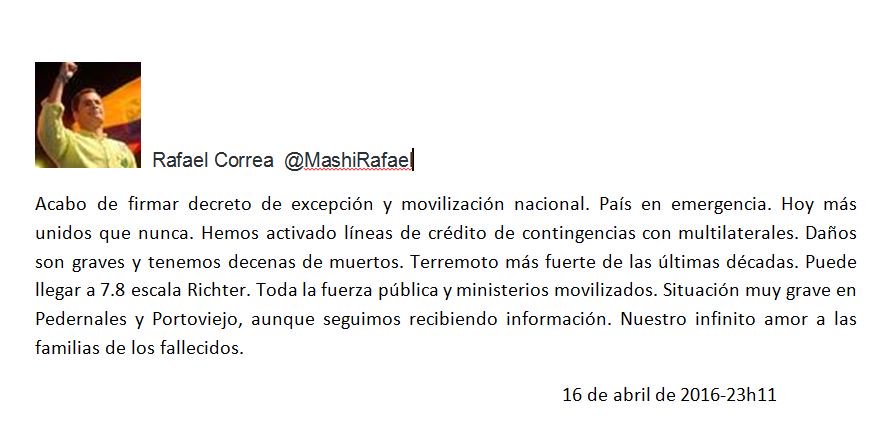 Rafael Correa @MashiRafael
Acabo de firmar decreto de excepción y movilización nacional. País en emergencia. Hoy más
unidos que nunca. Hemos activado líneas de crédito de contingencias con multilaterales. Daños
son graves y tenemos decenas de muertos. Terremoto más fuerte de las últimas décadas. Puede
llegar a 7.8 escala Richter. Toda la fuerza pública y ministerios movilizados. Situación muy grave en
Pedernales y Portoviejo, aunque seguimos recibiendo información. Nuestro infinito amor a las
familias de los fallecidos.
16 de abril de 2016-23h11